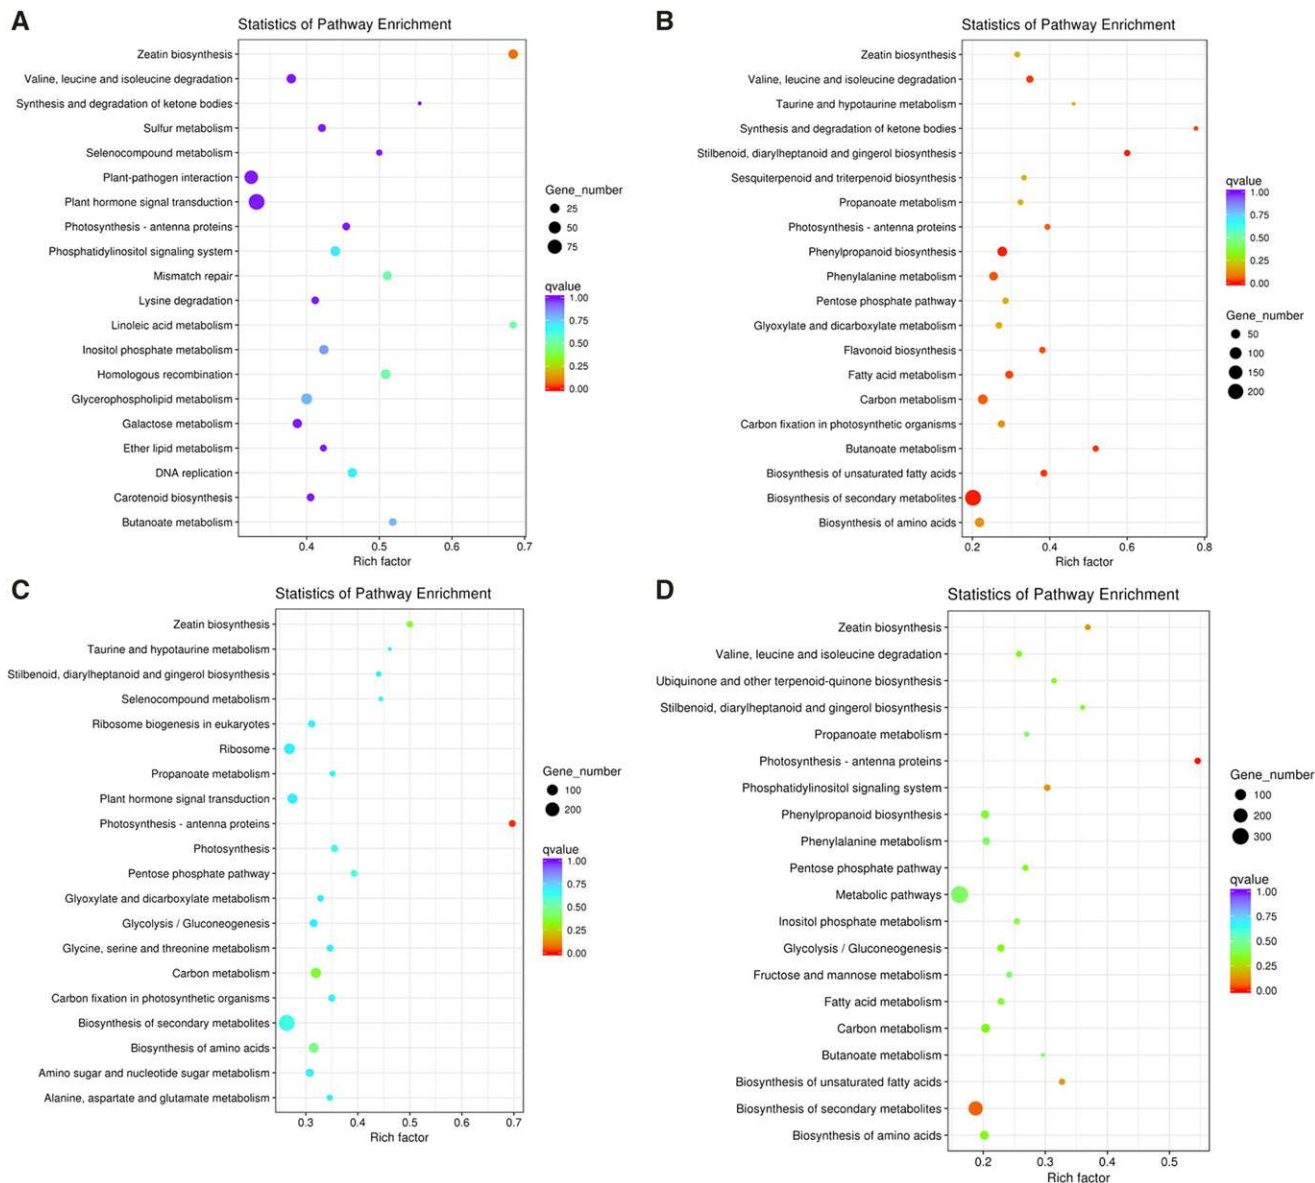 A
Statistics of Pathway Enrichment
Zeatin biosynthesis
Valine, leucine and isoleucine degradation
Synthesis and degradation of ketone bodies
Sulfur metabolism
Selenocompound metabolism
Plant-pathogen interaction
Plant hormone signal transduction
Photosynthesis - antenna proteins
Phosphatidylinositol signaling system
Mismatch repair
Lysine degradation
Linoleic acid metabolism
Inositol phosphate metabolism
Homologous recombination
Glycerophospholipid metabolism
Galactose metabolism
Ether lipid metabolism
DNA replication
Carotenoid biosynthesis
Butanoate metabolism
0.4 0.5 0.6 0.7
Rich factor
Gene_number
25
50
75
qvalue
1.00
0.75
0.50
0.25
0.00
B
Statistics of Pathway Enrichment
Zeatin biosynthesis
Valine, leucine and isoleucine degradation
Taurine and hypotaurine metabolism
Synthesis and degradation of ketone bodies
Stilbenoid, diarylheptanoid and gingerol biosynthesis
Sesquiterpenoid and triterpenoid biosynthesis
Propanoate metabolism
Photosynthesis - antenna proteins
Phenylpropanoid biosynthesis
Phenylalanine metabolism
Pentose phosphate pathway
Glyoxylate and dicarboxylate metabolism
Flavonoid biosynthesis
Fatty acid metabolism
Carbon metabolism
Carbon fixation in photosynthetic organisms
Butanoate metabolism
Biosynthesis of unsaturated fatty acids
Biosynthesis of secondary metabolites
Biosynthesis of amino acids
0.2 0.4 0.6 0.8
Rich factor
qvalue
1.00
0.75
0.50
0.25
0.00
Gene_number
50
100
150
200
C
Statistics of Pathway Enrichment
Zeatin biosynthesis
Taurine and hypotaurine metabolism
Stilbenoid, diarylheptanoid and gingerol biosynthesis
Selenocompound metabolism
Ribosome biogenesis in eukaryotes
Ribosome
Propanoate metabolism
Plant hormone signal transduction
Photosynthesis - antenna proteins
Photosynthesis
Pentose phosphate pathway
Glyoxylate and dicarboxylate metabolism
Glycolysis / Gluconeogenesis
Glycine, serine and threonine metabolism
Carbon metabolism
Carbon fixation in photosynthetic organisms
Biosynthesis of secondary metabolites
Biosynthesis of amino acids
Amino sugar and nucleotide sugar metabolism
Alanine, aspartate and glutamate metabolism
0.3 0.4 0.5 0.6 0.7
Rich factor
Gene_number
100
200
qvalue
1.00
0.75
0.50
0.25
0.00
D
Statistics of Pathway Enrichment
Zeatin biosynthesis
Valine, leucine and isoleucine degradation
Ubiquinone and other terpenoid-quinone biosynthesis
Stilbenoid, diarylheptanoid and gingerol biosynthesis
Propanoate metabolism
Photosynthesis - antenna proteins
Phosphatidylinositol signaling system
Phenylpropanoid biosynthesis
Phenylalanine metabolism
Pentose phosphate pathway
Metabolic pathways
Inositol phosphate metabolism
Glycolysis / Gluconeogenesis
Fructose and mannose metabolism
Fatty acid metabolism
Carbon metabolism
Butanoate metabolism
Biosynthesis of unsaturated fatty acids
Biosynthesis of secondary metabolites
Biosynthesis of amino acids
0.2 0.3 0.4 0.5
Rich factor
Gene_number
100
200
300
qvalue
1.00
0.75
0.50
0.25
0.00